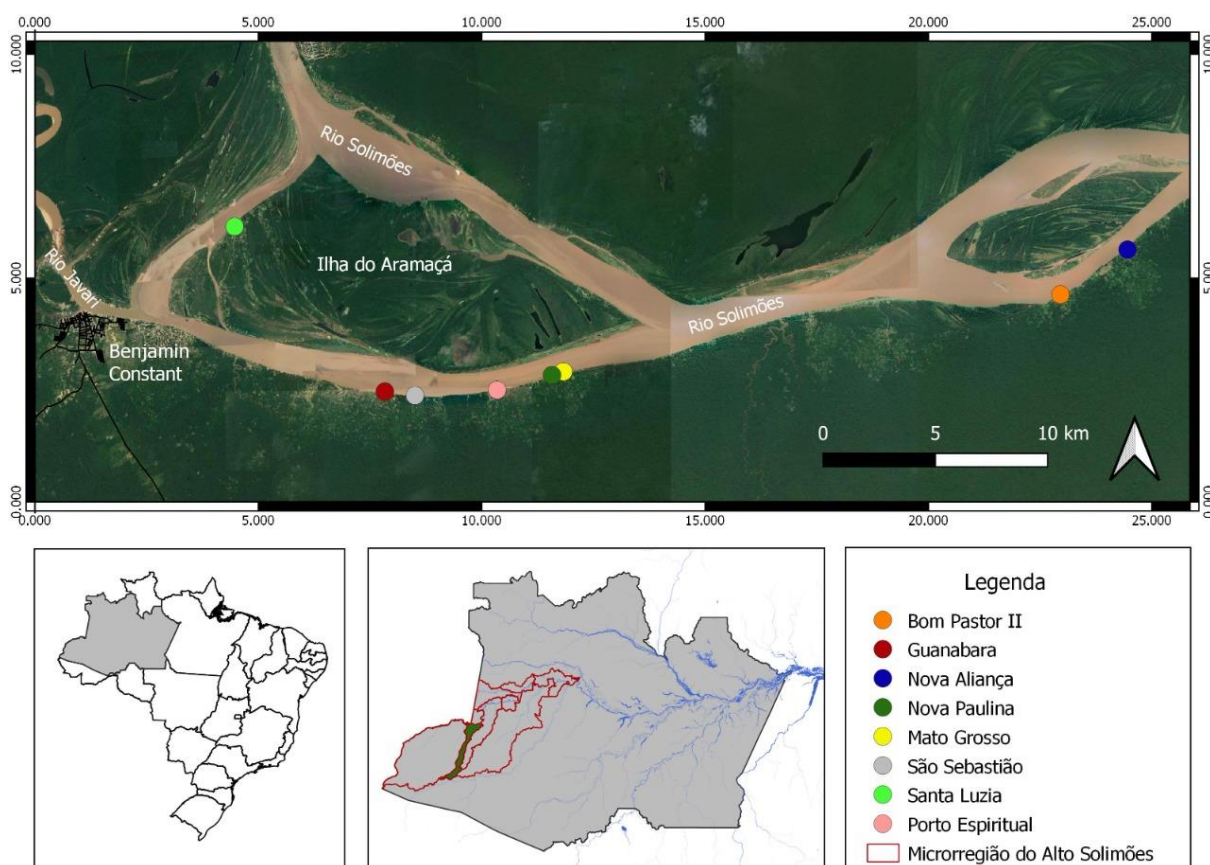 0.000 5.000 10.000 15.000 20.000 25.000
10.000 10.000
Rio Solimões
Ilha do Aramaçá
Rio Javari
5.000 5.000
Rio Solimões
Benjamin
Constant
0 5 10 km
0.000 0.000
0.000 5.000 10.000 15.000 20.000 25.000
Legenda
Bom Pastor II
Guanabara
Nova Aliança
Nova Paulina
Mato Grosso
São Sebastião
Santa Luzia
Porto Espiritual
Microrregião do Alto Solimões